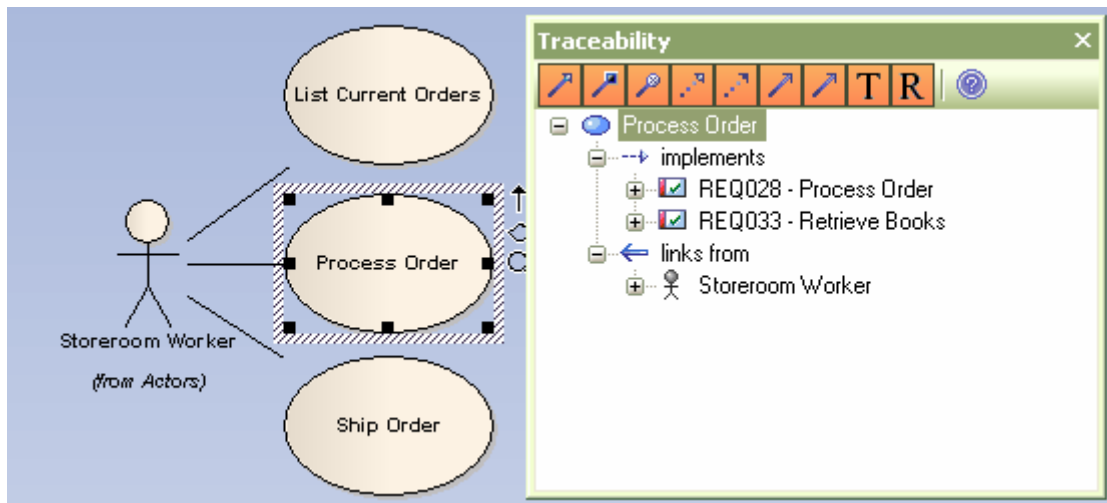 List Current Orders
Process Order
Storeroom Worker
(from Actors)
Ship Order
Traceability
T R
Process Order
implements
REQ028 - Process Order
REQ033 - Retrieve Books
links from
Storeroom Worker